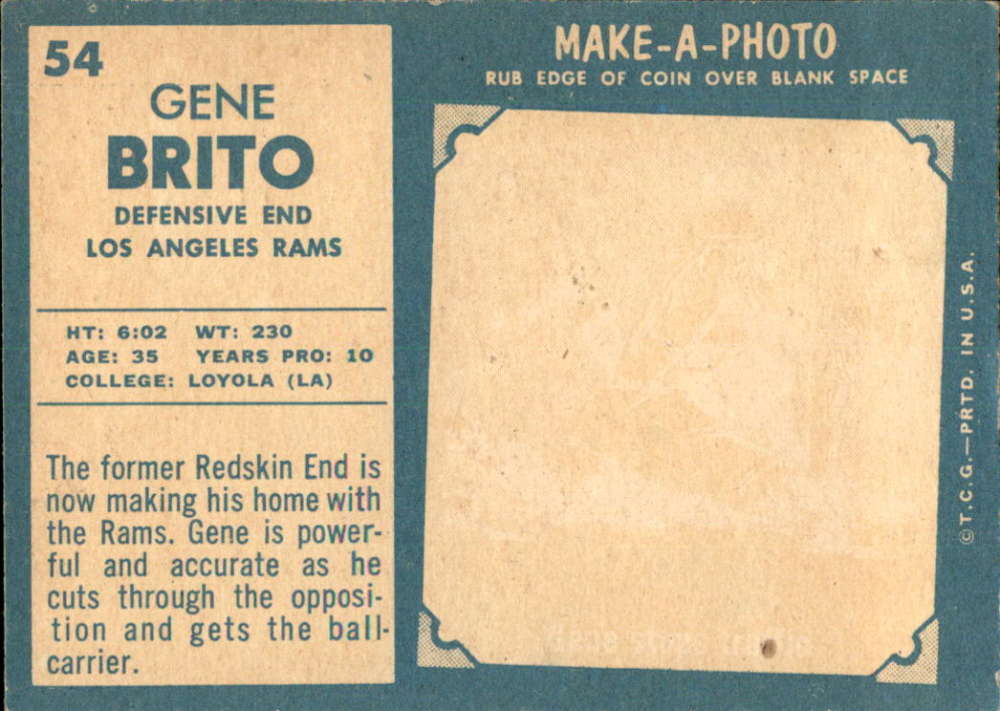 54
GENE
BRITO
DEFENSIVE END
LOS ANGELES RAMS
HT: 6:02 WT: 230
AGE: 35 YEARS PRO: 10
COLLEGE: LOYOLA (LA)
The former Redskin End is
now making his home with
the Rams. Gene is power-
ful and accurate as he
cuts through the opposi-
tion and gets the ball-
carrier.
MAKE-A-PHOTO
RUB EDGE OF COIN OVER BLANK SPACE
Gene stops
©T.C.G.—PRTD. IN U.S.A.